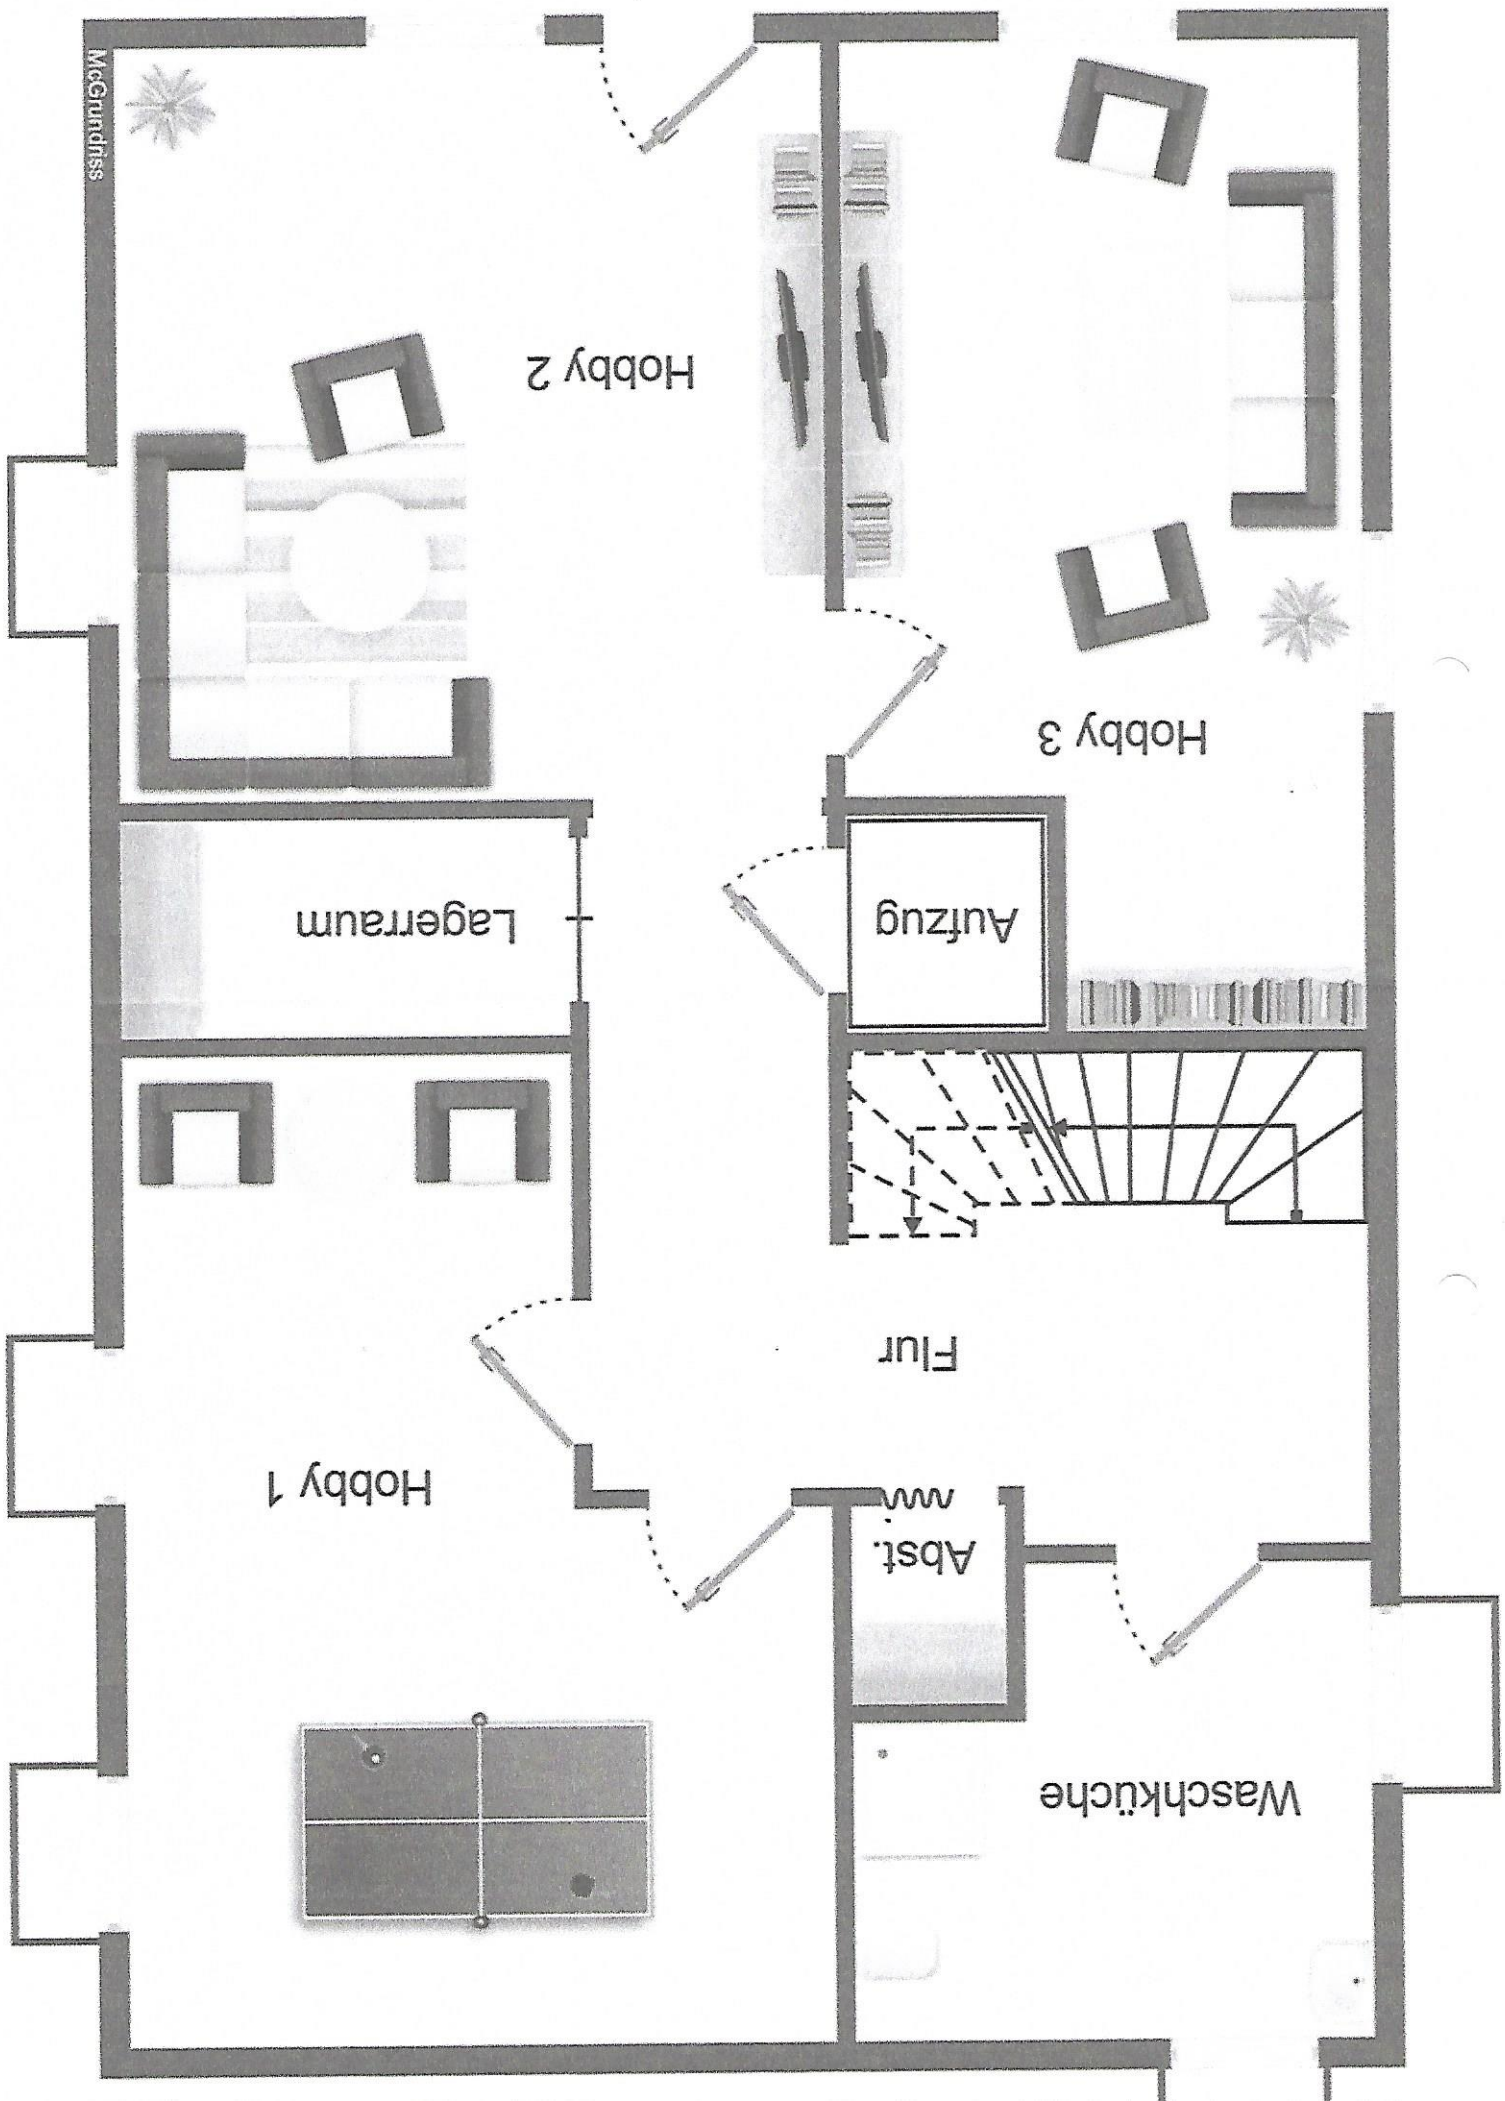 Waschküche
Abst.
Hobby 1
Flur
Aufzug
Lagerraum
Hobby 3
Hobby 2
McGrundriss